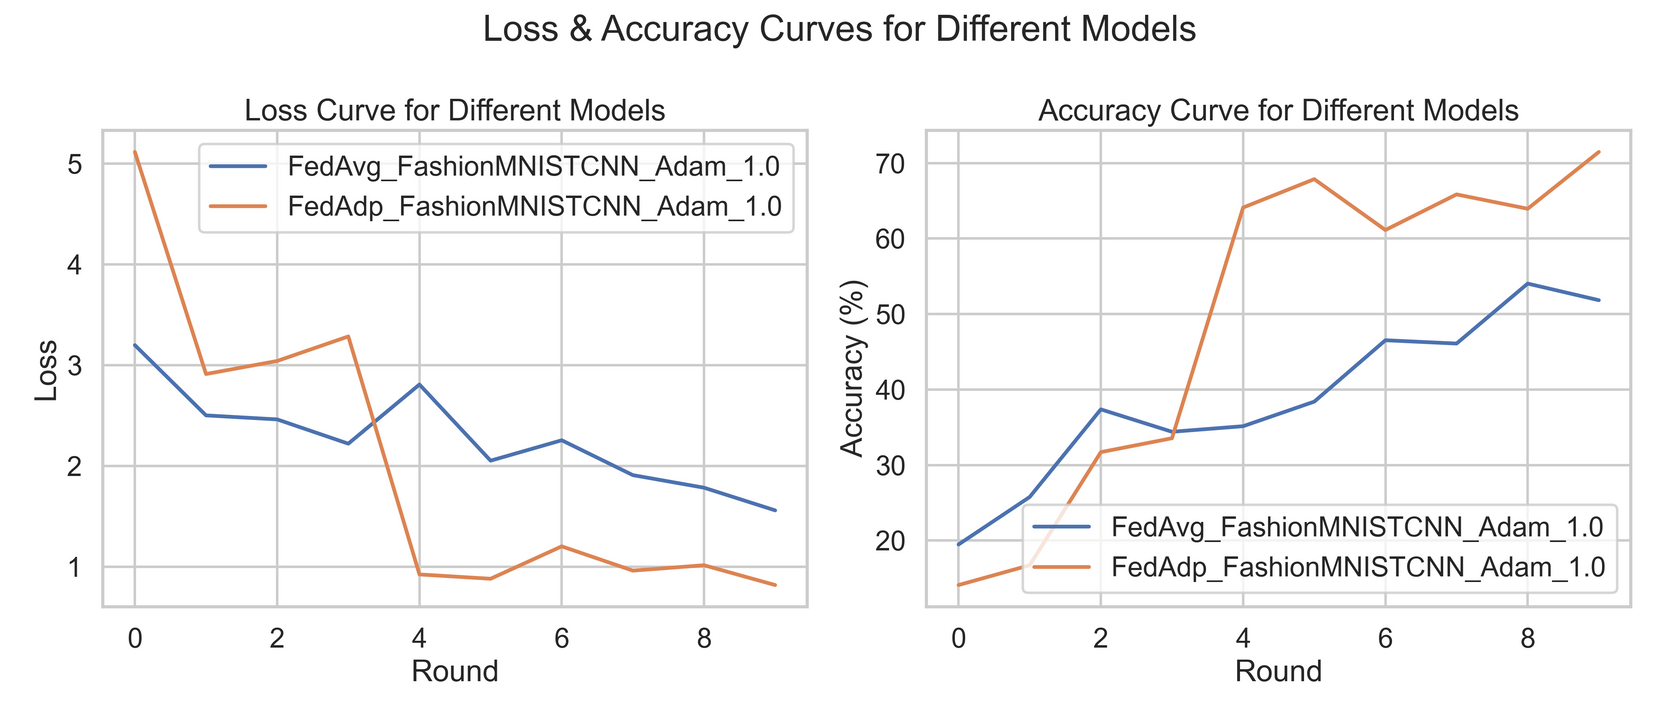 Loss & Accuracy Curves for Different Models
Loss Curve for Different Models
5
4
3
2
1
Loss
FedAvg_FashionMNISTCNN_Adam_1.0
FedAdp_FashionMNISTCNN_Adam_1.0
0 2 4 6 8
Round
Accuracy Curve for Different Models
70
60
50
40
30
20
Accuracy (%)
FedAvg_FashionMNISTCNN_Adam_1.0
FedAdp_FashionMNISTCNN_Adam_1.0
0 2 4 6 8
Round